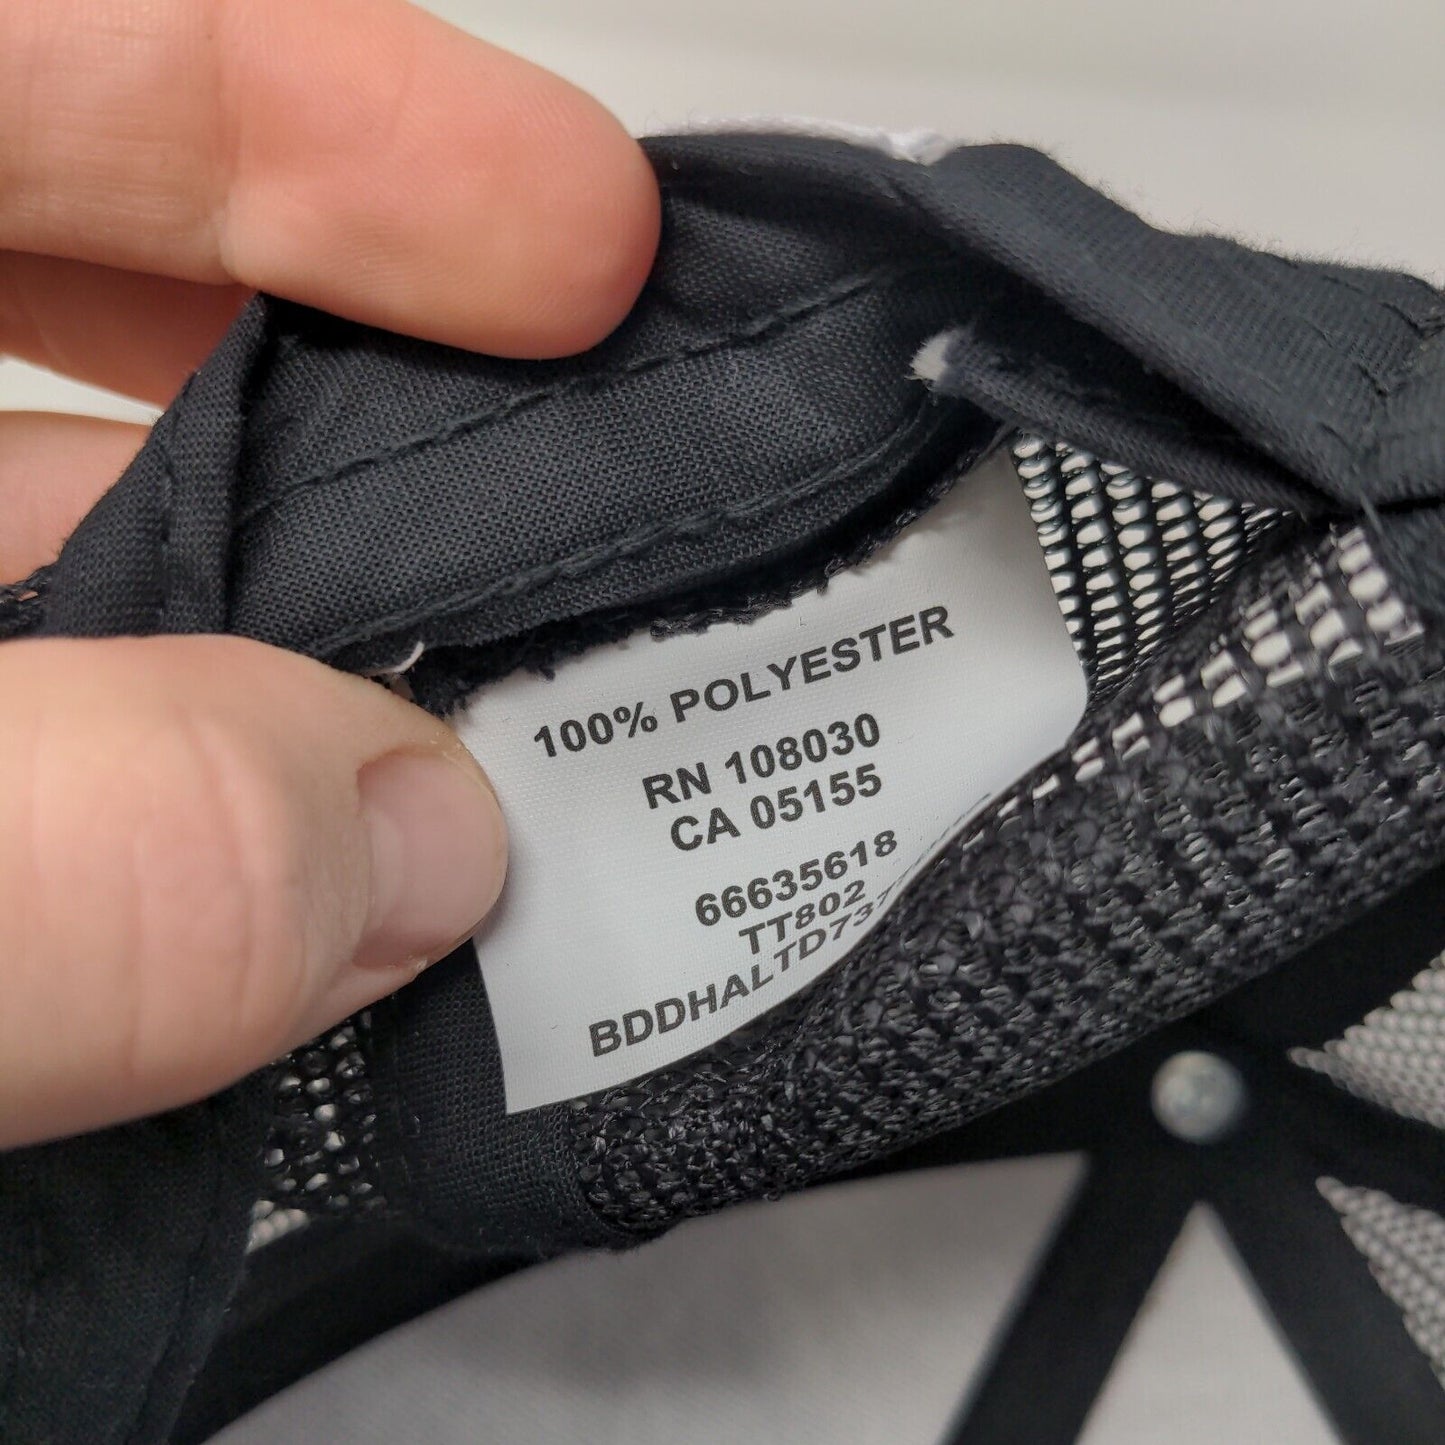 100% POLYESTER
RN 108030
CA 05155
66635618
TT802